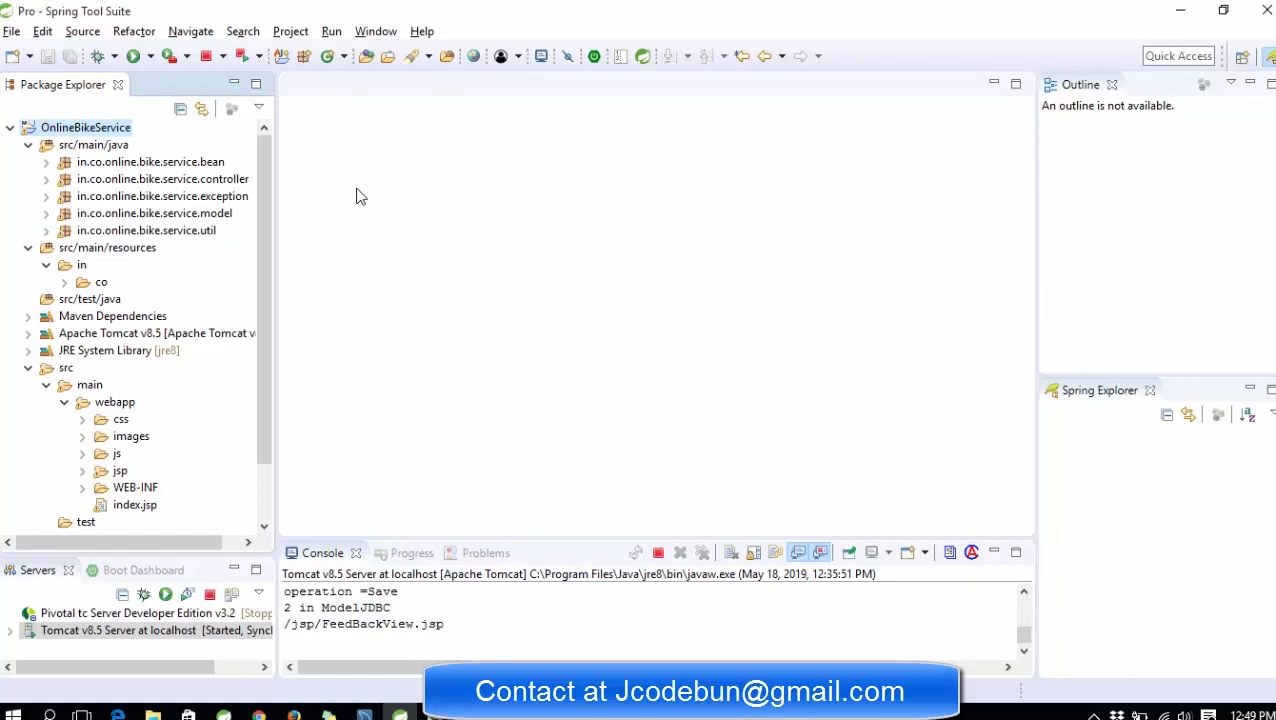 Pro - Spring Tool Suite
File Edit Source Refactor Navigate Search Project Run Window Help
Quick Access
Package Explorer
OnlineBikeService
src/main/java
in.co.online.bike.service.bean
in.co.online.bike.service.controller
in.co.online.bike.service.exception
in.co.online.bike.service.model
in.co.online.bike.service.util
src/main/resources
in
co
src/test/java
Maven Dependencies
Apache Tomcat v8.5 [Apache Tomcat v
JRE System Library [jre8]
src
main
webapp
css
images
js
jsp
WEB-INF
index.jsp
test
Outline
An outline is not available.
Spring Explorer
Servers Boot Dashboard
Pivotal tc Server Developer Edition v3.2 [Stopp
Tomcat v8.5 Server at localhost [Started, Sync
Console Progress Problems
Tomcat v8.5 Server at localhost [Apache Tomcat] C:\Program Files\Java\jre8\bin\javaw.exe (May 18, 2019, 12:35:51 PM)
operation =Save
2 in ModelJDBC
/jsp/FeedBackView.jsp
Contact at Jcodebun@gmail.com
12:49 PM